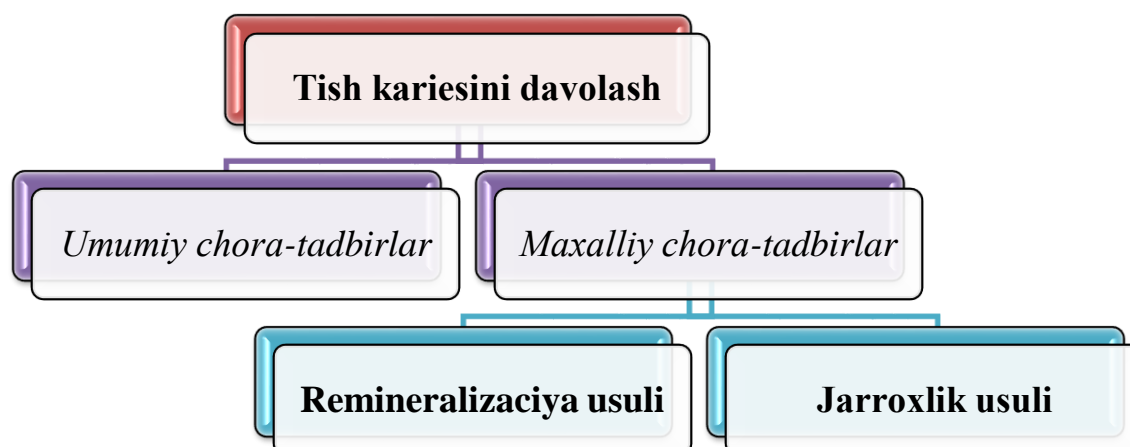 Tish kariesini davolash
Umumiy chora-tadbirlar
Maxalliy chora-tadbirlar
Remineralizaciya usuli
Jarroxlik usuli